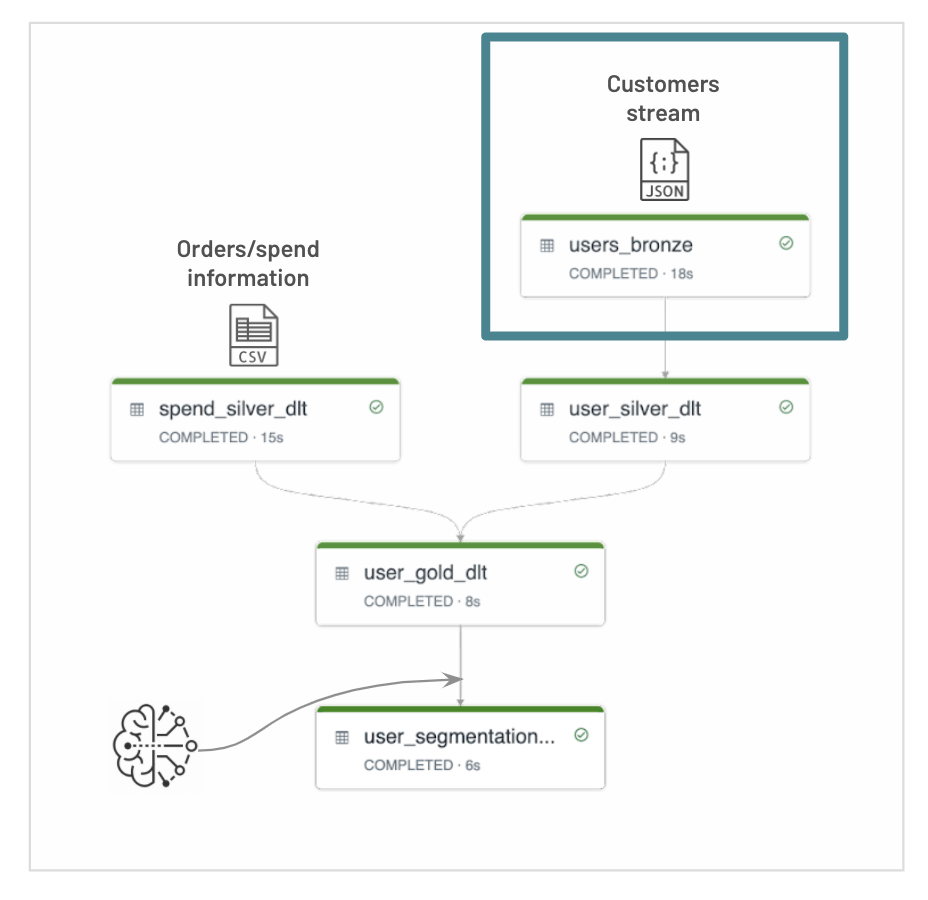 Customers
stream
{;}
JSON
users_bronze
COMPLETED · 18s
Orders/spend
information
CSV
spend_silver_dlt
COMPLETED · 15s
user_silver_dlt
COMPLETED · 9s
user_gold_dlt
COMPLETED · 8s
user_segmentation...
COMPLETED · 6s